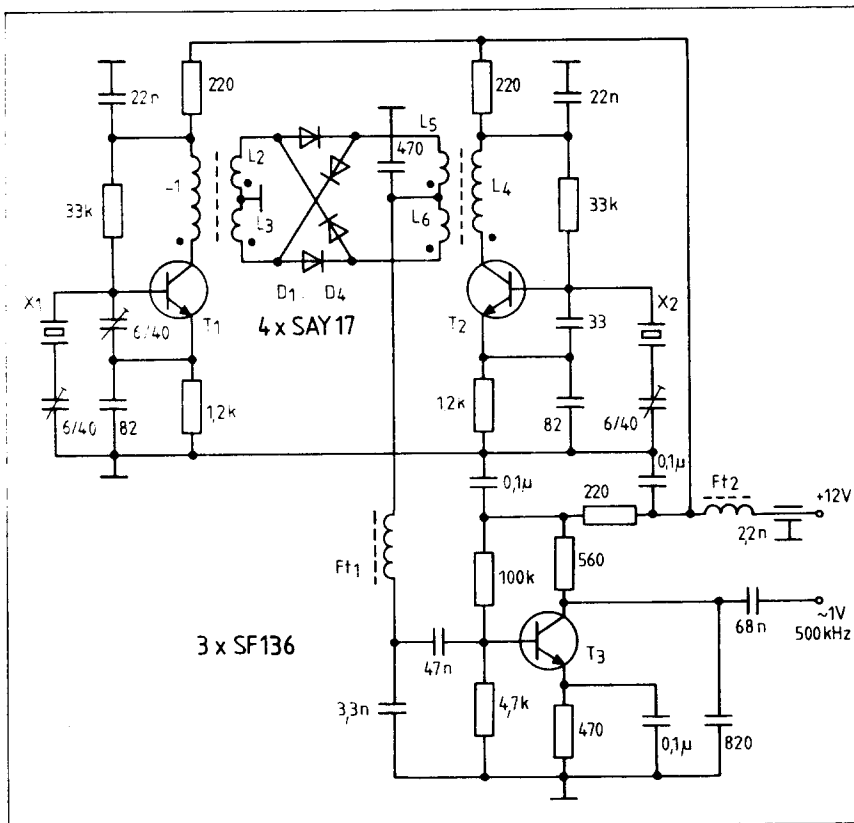 220
22n
220
22n
L5
L2
470
-1
L4
33k
L3
L6
33k
D1
D4
X1
T1
T2
X2
6/40
4 x SAY 17
33
1,2k
12k
6/40
82
82
6/40
0,1µ
0,1µ
Ft2
+12V
220
2,2n
Ft1
560
100k
~1V
68n
500kHz
3 x SF136
T3
47n
3,3n
4,7k
470
0,1µ
820